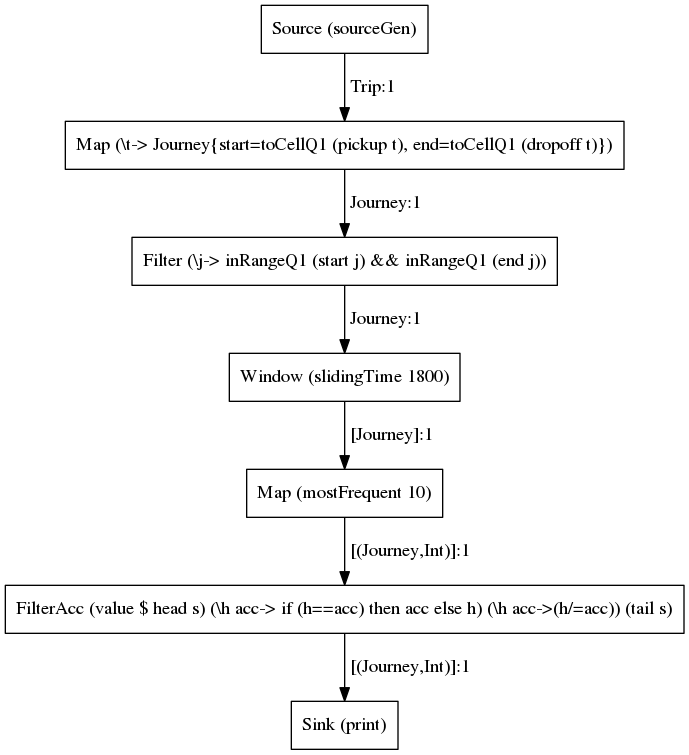 Source (sourceGen)
Trip:1
Map (\t-> Journey{start=toCellQ1 (pickup t), end=toCellQ1 (dropoff t)})
Journey:1
Filter (\j-> inRangeQ1 (start j) && inRangeQ1 (end j))
Journey:1
Window (slidingTime 1800)
[Journey]:1
Map (mostFrequent 10)
[(Journey,Int)]:1
FilterAcc (value $ head s) (\h acc-> if (h==acc) then acc else h) (\h acc->(h/=acc)) (tail s)
[(Journey,Int)]:1
Sink (print)